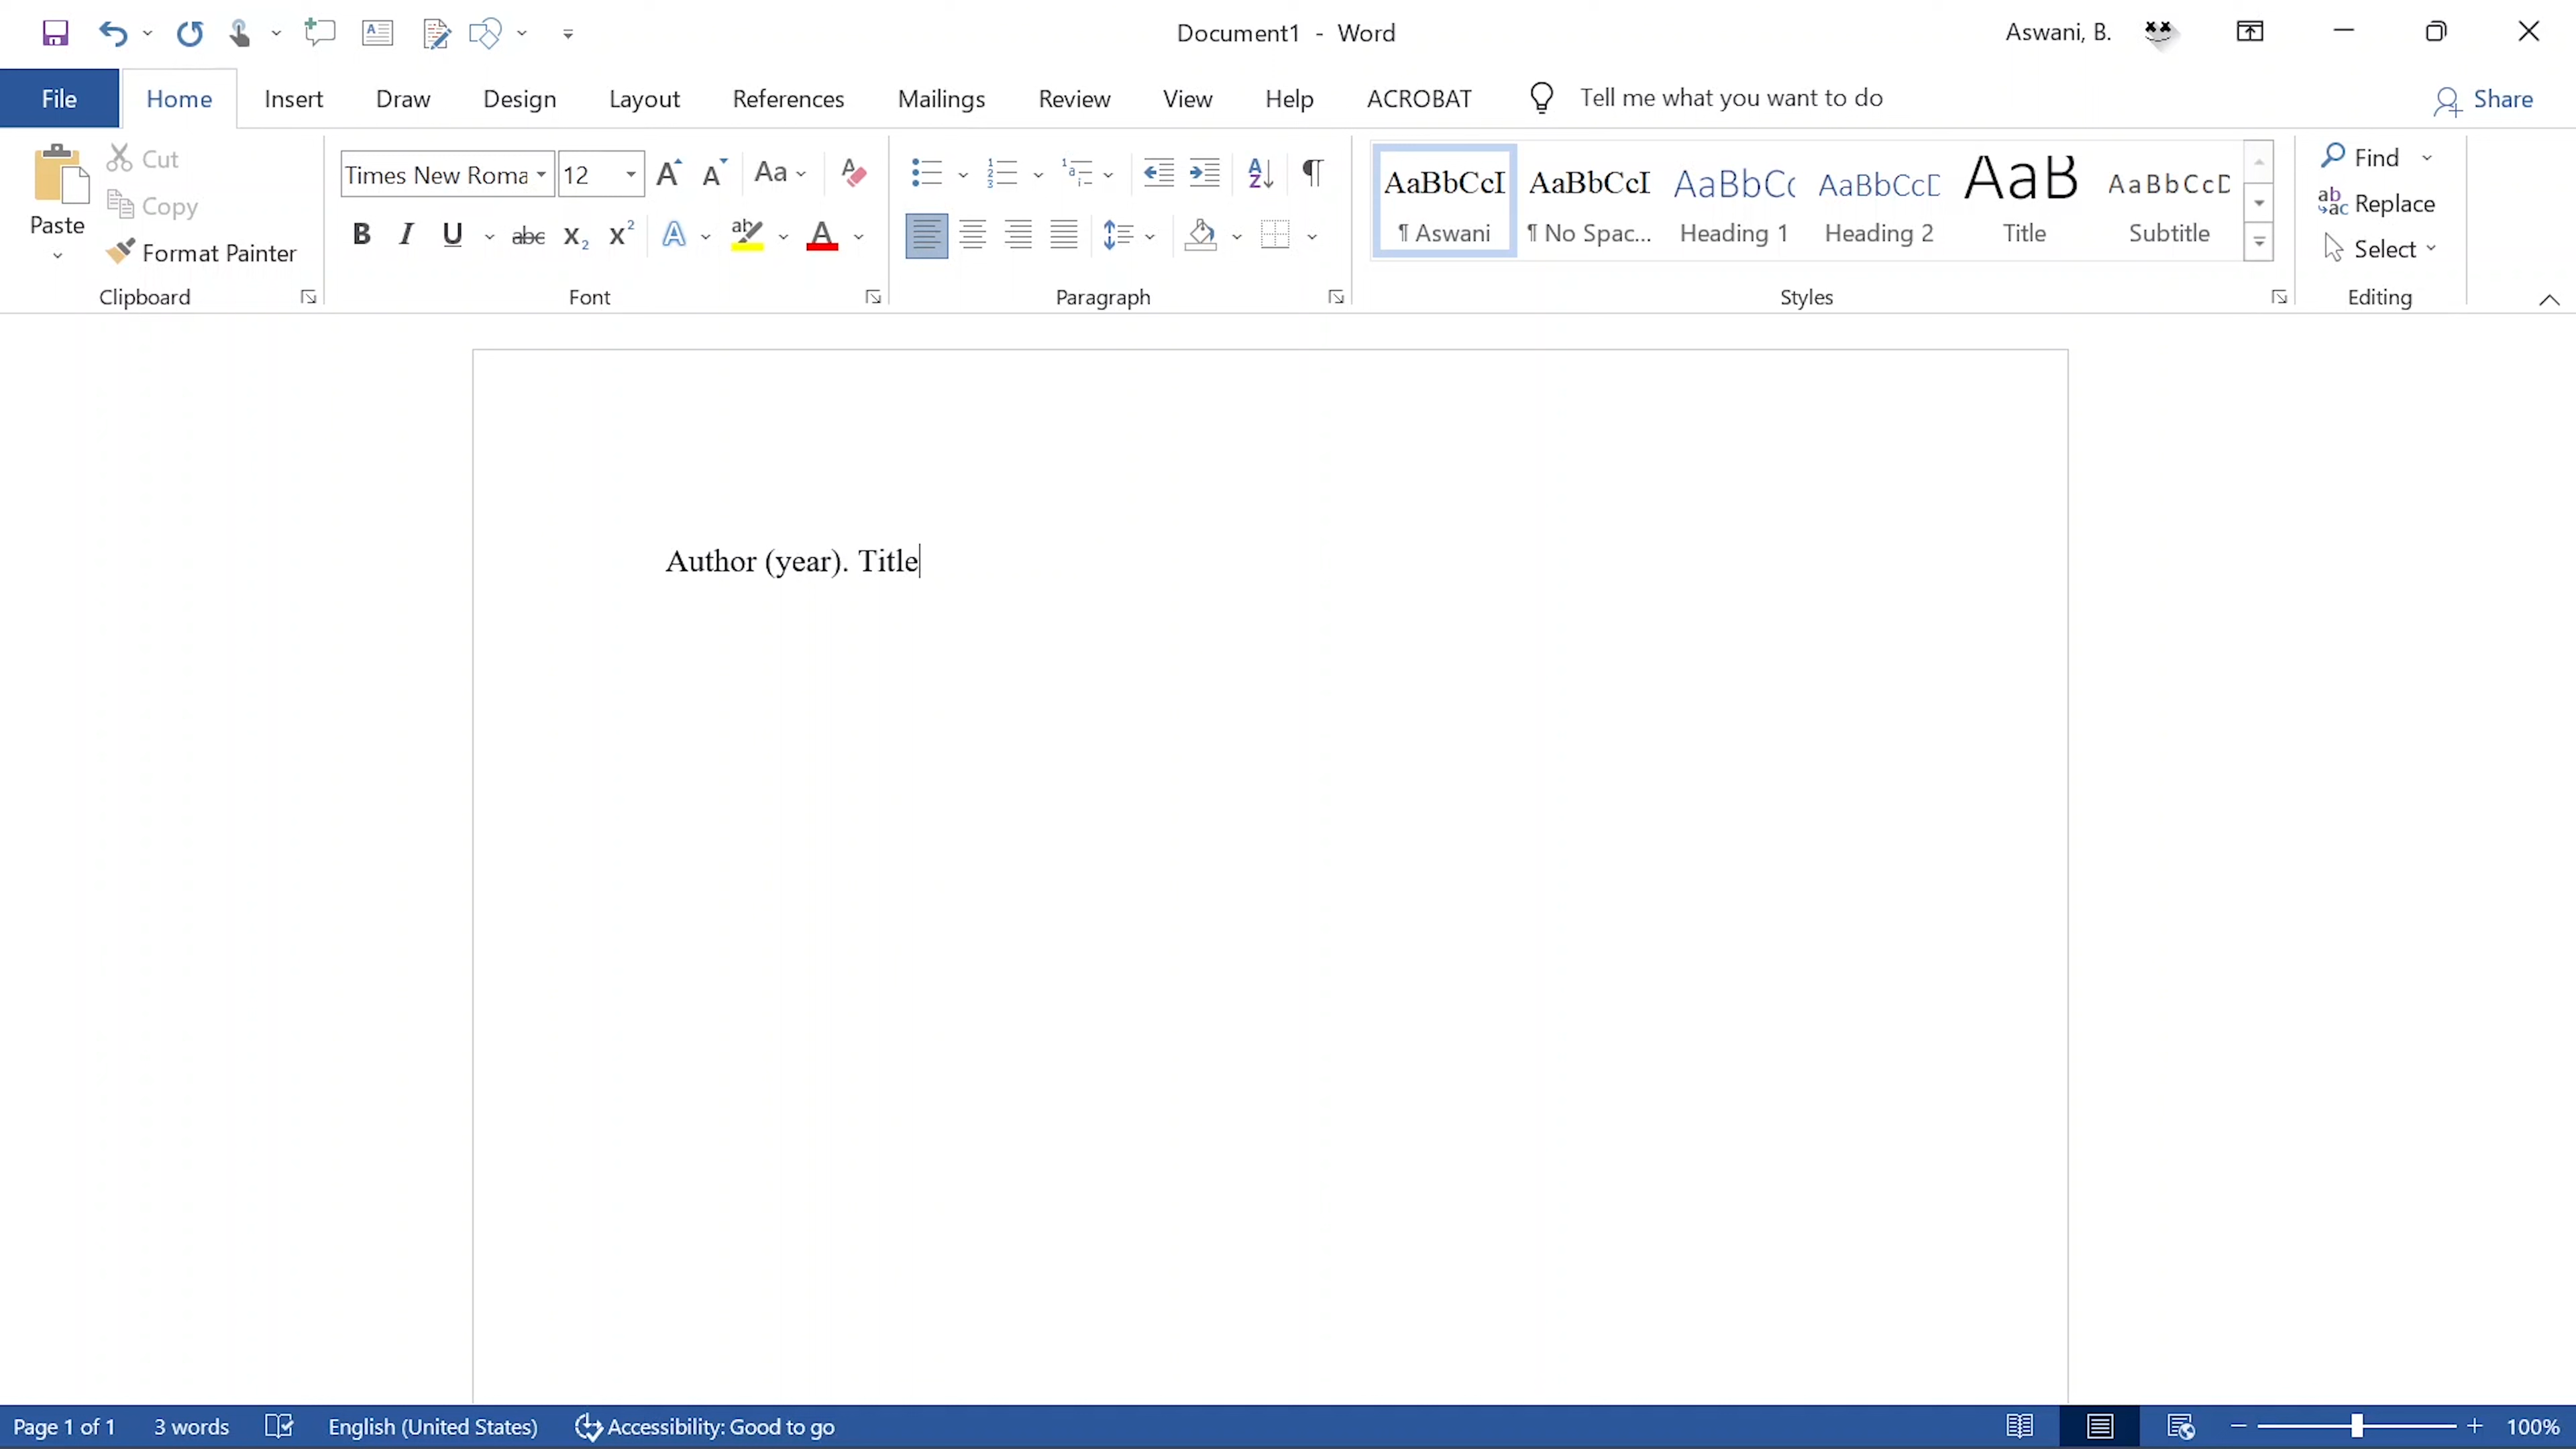 Document1 - Word
Aswani, B.
File Home Insert Draw Design Layout References Mailings Review View Help ACROBAT Tell me what you want to do Share
Paste
Cut
Copy
Format Painter
Clipboard
Times New Roma 12
Aa
B I U abc X₂ X²
Font
Paragraph
AaBbCcI AaBbCcI AaBbCc AaBbCcD AaB AaBbCcD
¶ Aswani ¶ No Spac... Heading 1 Heading 2 Title Subtitle
Styles
Find
Replace
Select
Editing
Author (year). Title
Page 1 of 1 3 words English (United States) Accessibility: Good to go 100%